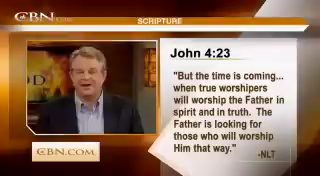 CBN.com
SCRIPTURE
John 4:23
"But the time is coming...
when true worshipers
will worship the Father in
spirit and in truth. The
Father is looking for
those who will worship
Him that way."
-NLT
CBN.COM